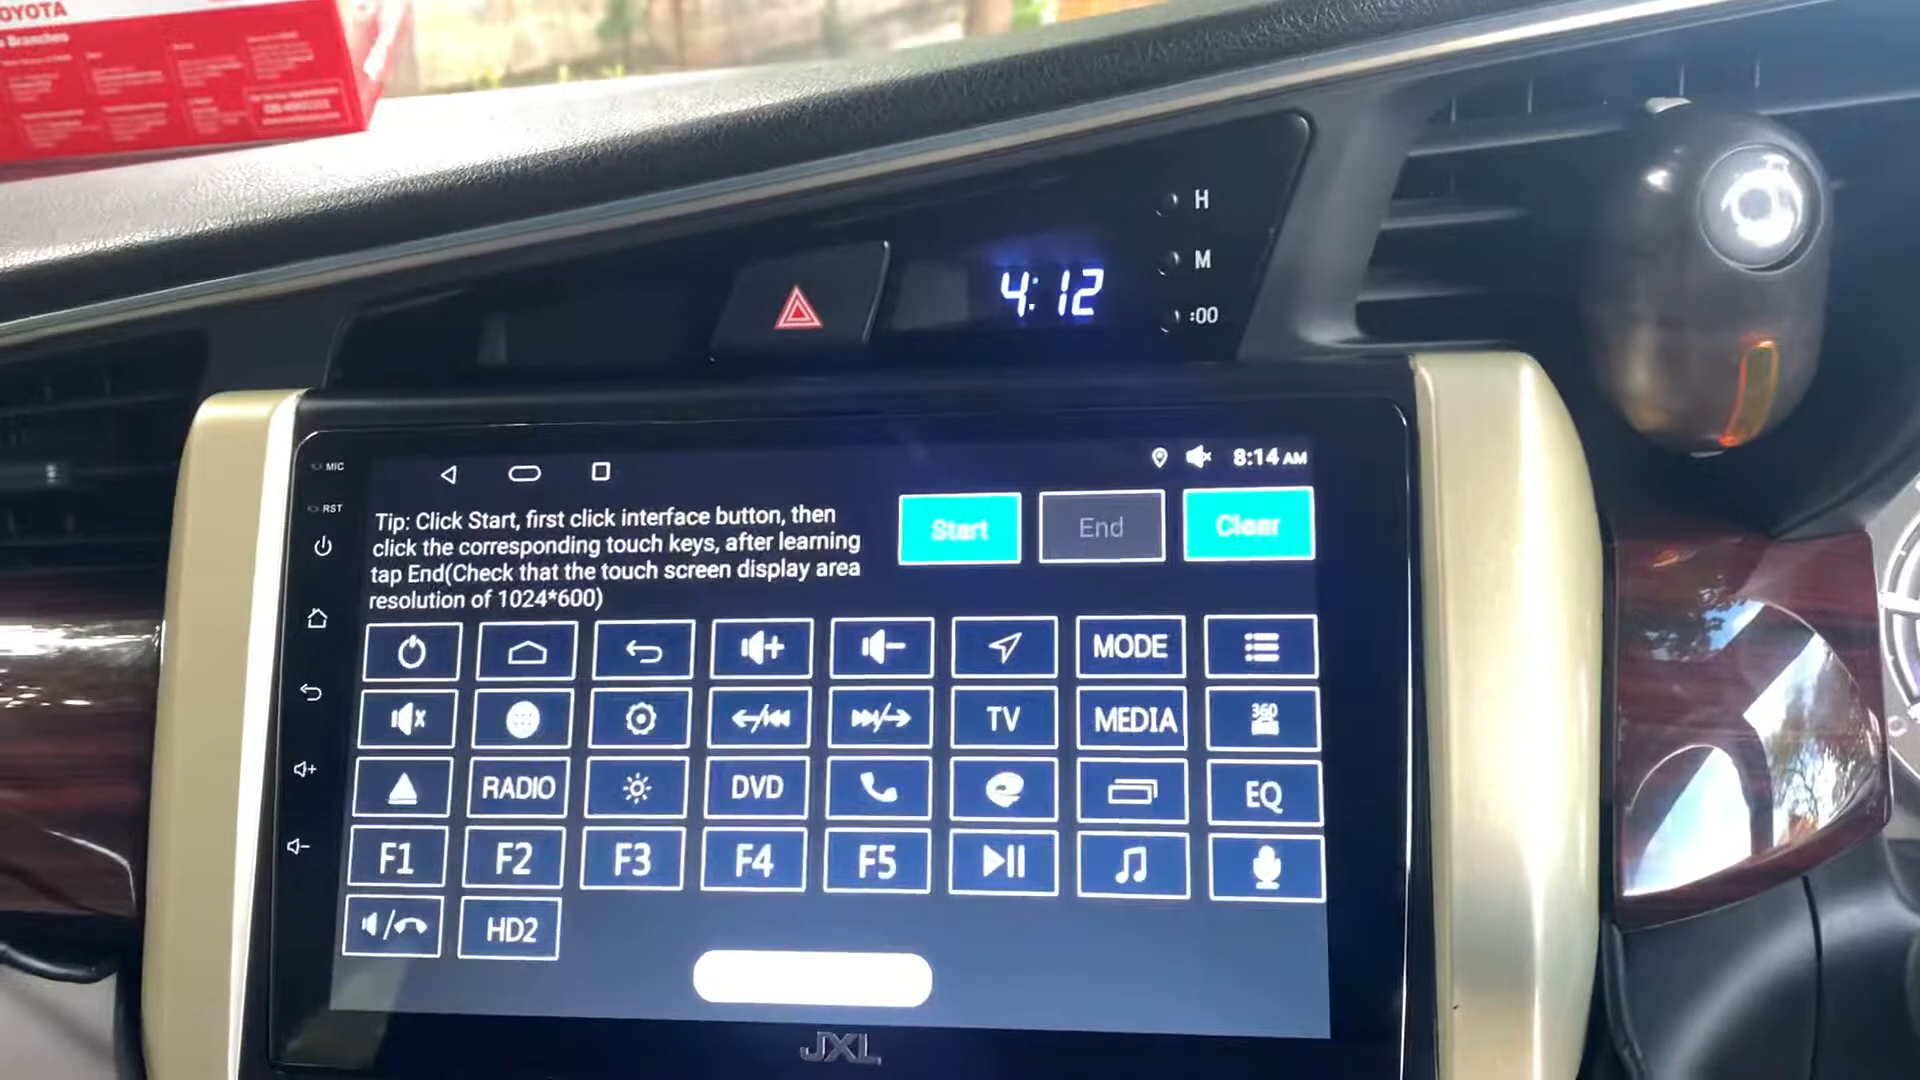 OYOTA
Branches
H
M
:00
4:12
MIC
RST
8:14 AM
Tip: Click Start, first click interface button, then
click the corresponding touch keys, after learning
tap End(Check that the touch screen display area
resolution of 1024*600)
Start
End
Clear
MODE
TV
MEDIA
360
RADIO
DVD
EQ
F1
F2
F3
F4
F5
HD2
JXL